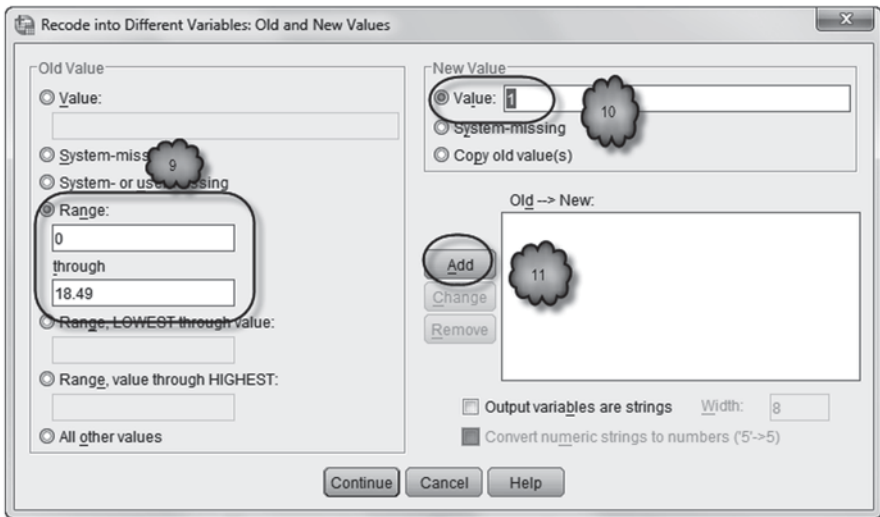 Recode into Different Variables: Old and New Values
x
Old Value
Value:
System-miss
9
System- or use ssing
Range:
0
through
18.49
Range, LOWEST through value:
Range, value through HIGHEST:
All other values
New Value
Value: 1
10
System-missing
Copy old value(s)
Old --> New:
Add
11
Change
Remove
Output variables are strings Width: 8
Convert numeric strings to numbers ('5'->5)
Continue Cancel Help